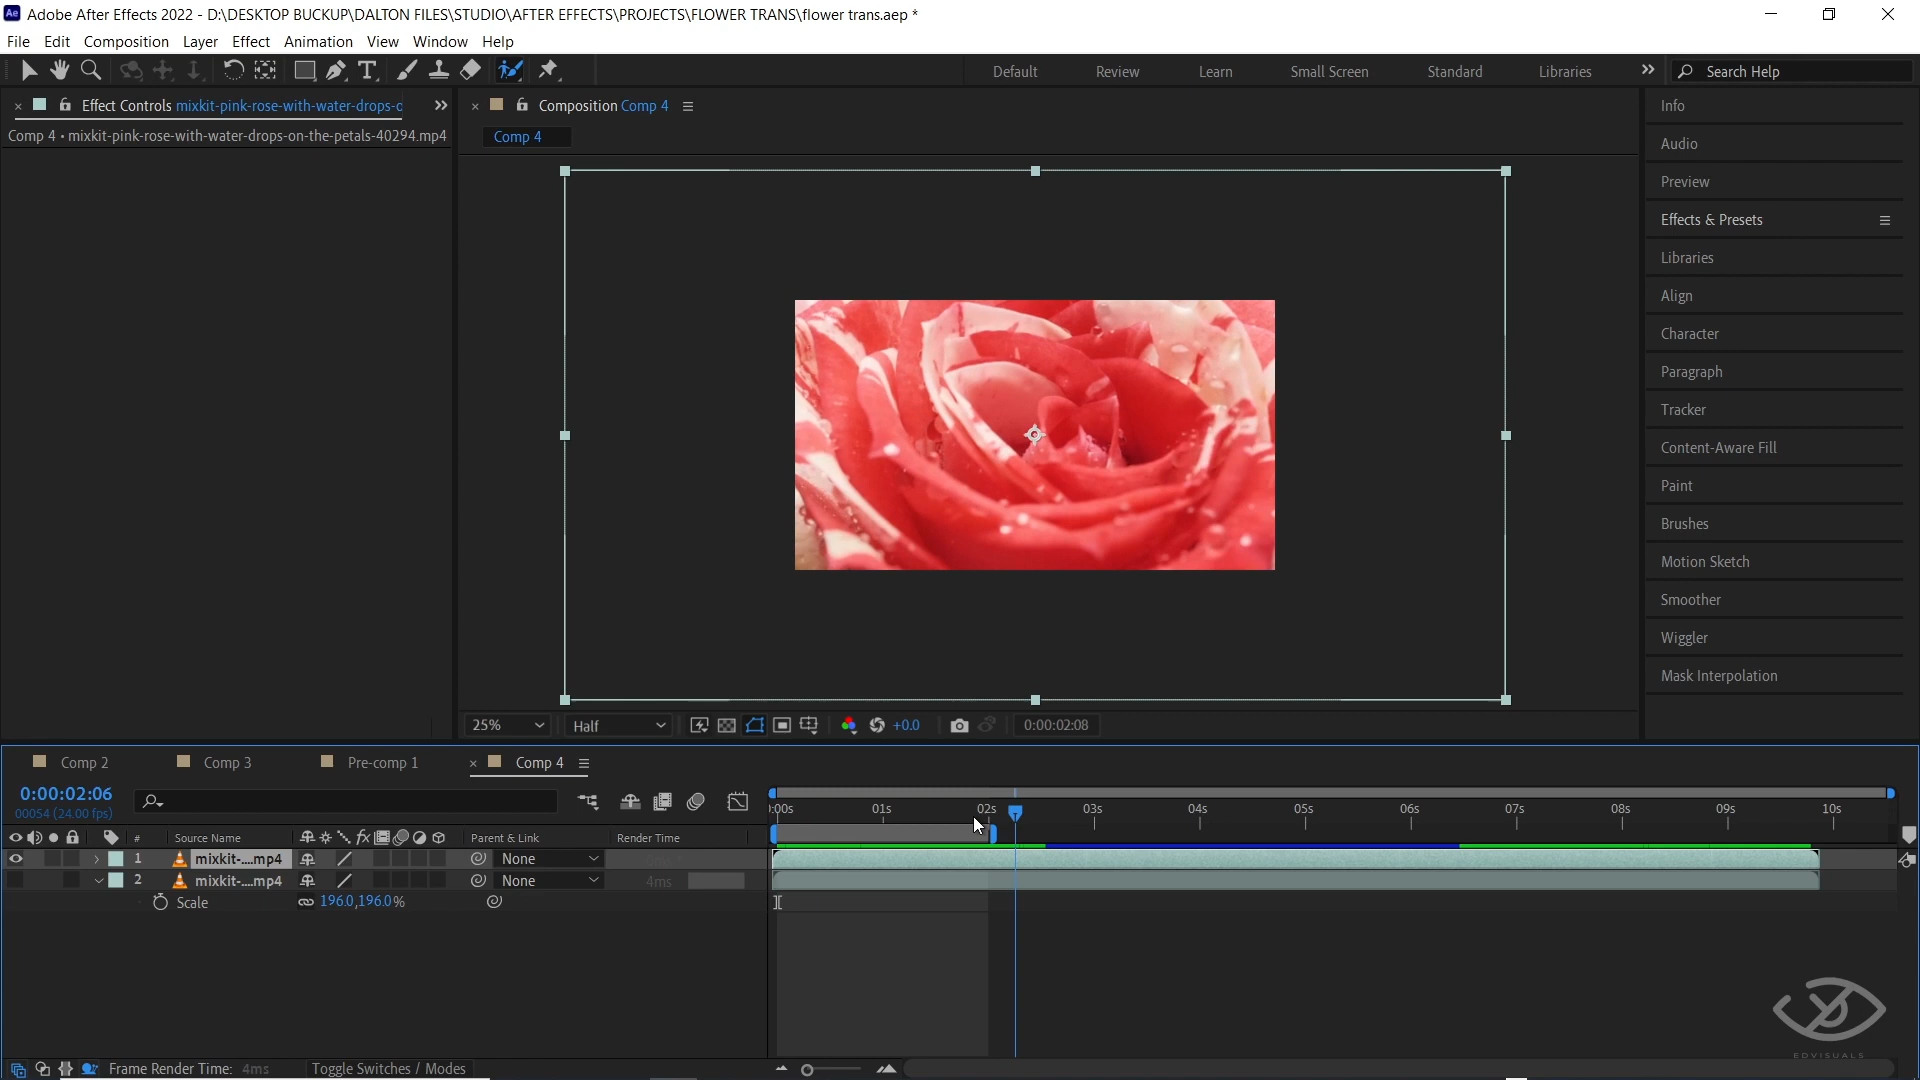 Ae Adobe After Effects 2022 - D:\DESKTOP BUCKUP\DALTON FILES\STUDIO\AFTER EFFECTS\PROJECTS\FLOWER TRANS\flower trans.aep *
File Edit Composition Layer Effect Animation View Window Help
Default Review Learn Small Screen Standard Libraries Search Help
Effect Controls mixkit-pink-rose-with-water-drops-o
Composition Comp 4
Info
Comp 4 • mixkit-pink-rose-with-water-drops-on-the-petals-40294.mp4
Comp 4
Audio
Preview
Effects & Presets
Libraries
Align
Character
Paragraph
Tracker
Content-Aware Fill
Paint
Brushes
Motion Sketch
Smoother
Wiggler
Mask Interpolation
25% Half +0.0 0:00:02:08
Comp 2 Comp 3 Pre-comp 1 Comp 4
0:00:02:06
00054 (24.00 fps)
:00s 01s 02s 03s 04s 05s 06s 07s 08s 09s 10s
# Source Name Parent & Link Render Time
1 mixkit-....mp4 None
2 mixkit-....mp4 None 4ms
Scale 196.0,196.0%
EDVISUALS
Frame Render Time: 4ms Toggle Switches / Modes